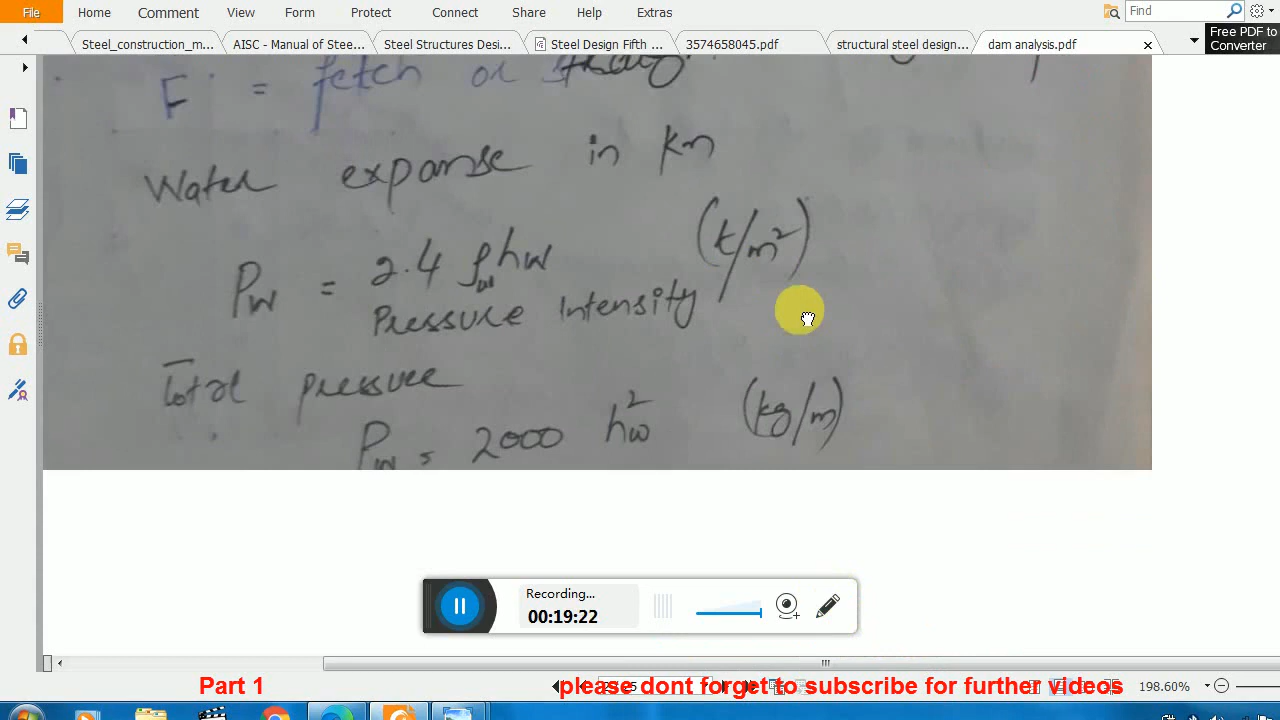 File Home Comment View Form Protect Connect Share Help Extras Find
Free PDF to Converter
Steel_construction_m... AISC - Manual of Stee... Steel Structures Desi... Steel Design Fifth ... 3574658045.pdf structural steel design... dam analysis.pdf
F = fetch or
Water expanse in km
Pw = 2.4 ρw hw (t/m²)
Pressure Intensity
Total pressure
Pw = 2000 hw² (kg/m)
Recording...
00:19:22
Part 1 please dont forget to subscribe for further videos 198.60%